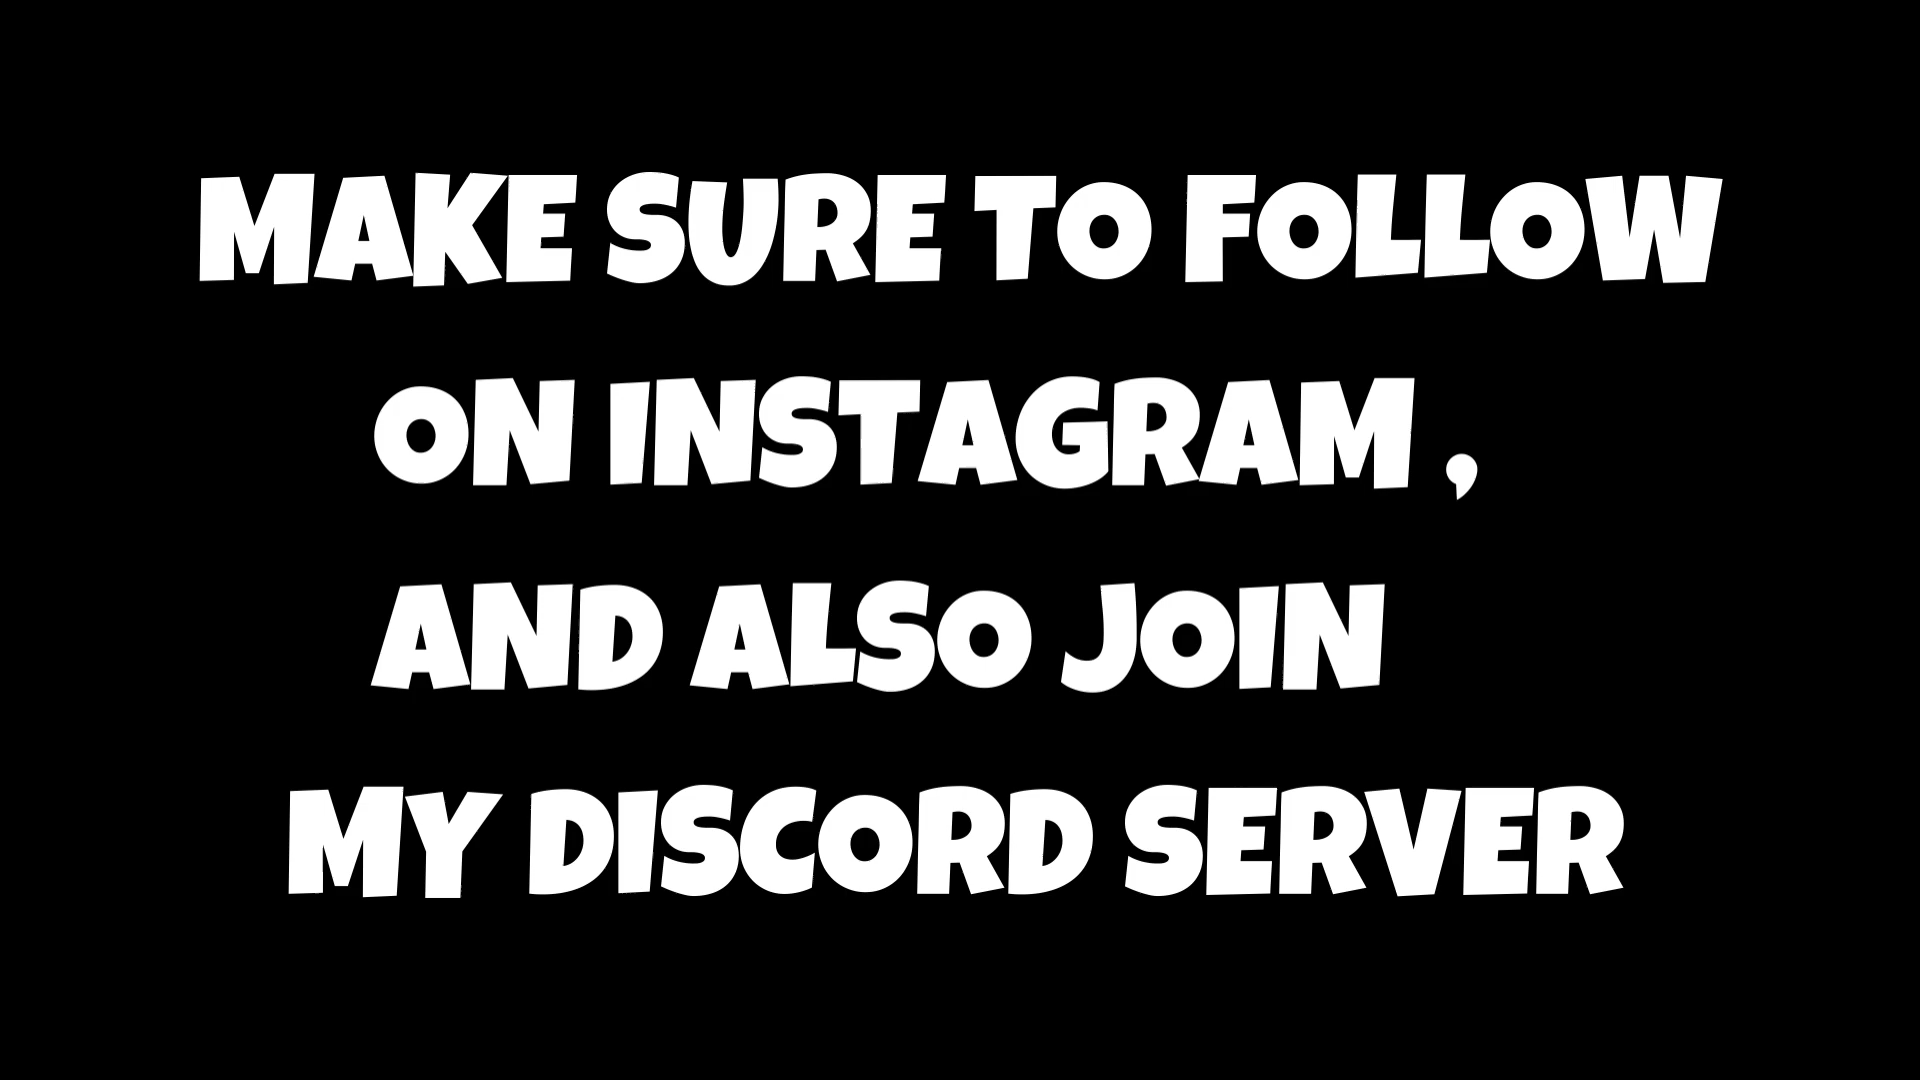 MAKE SURE TO FOLLOW
ON INSTAGRAM ,
AND ALSO JOIN
MY DISCORD SERVER